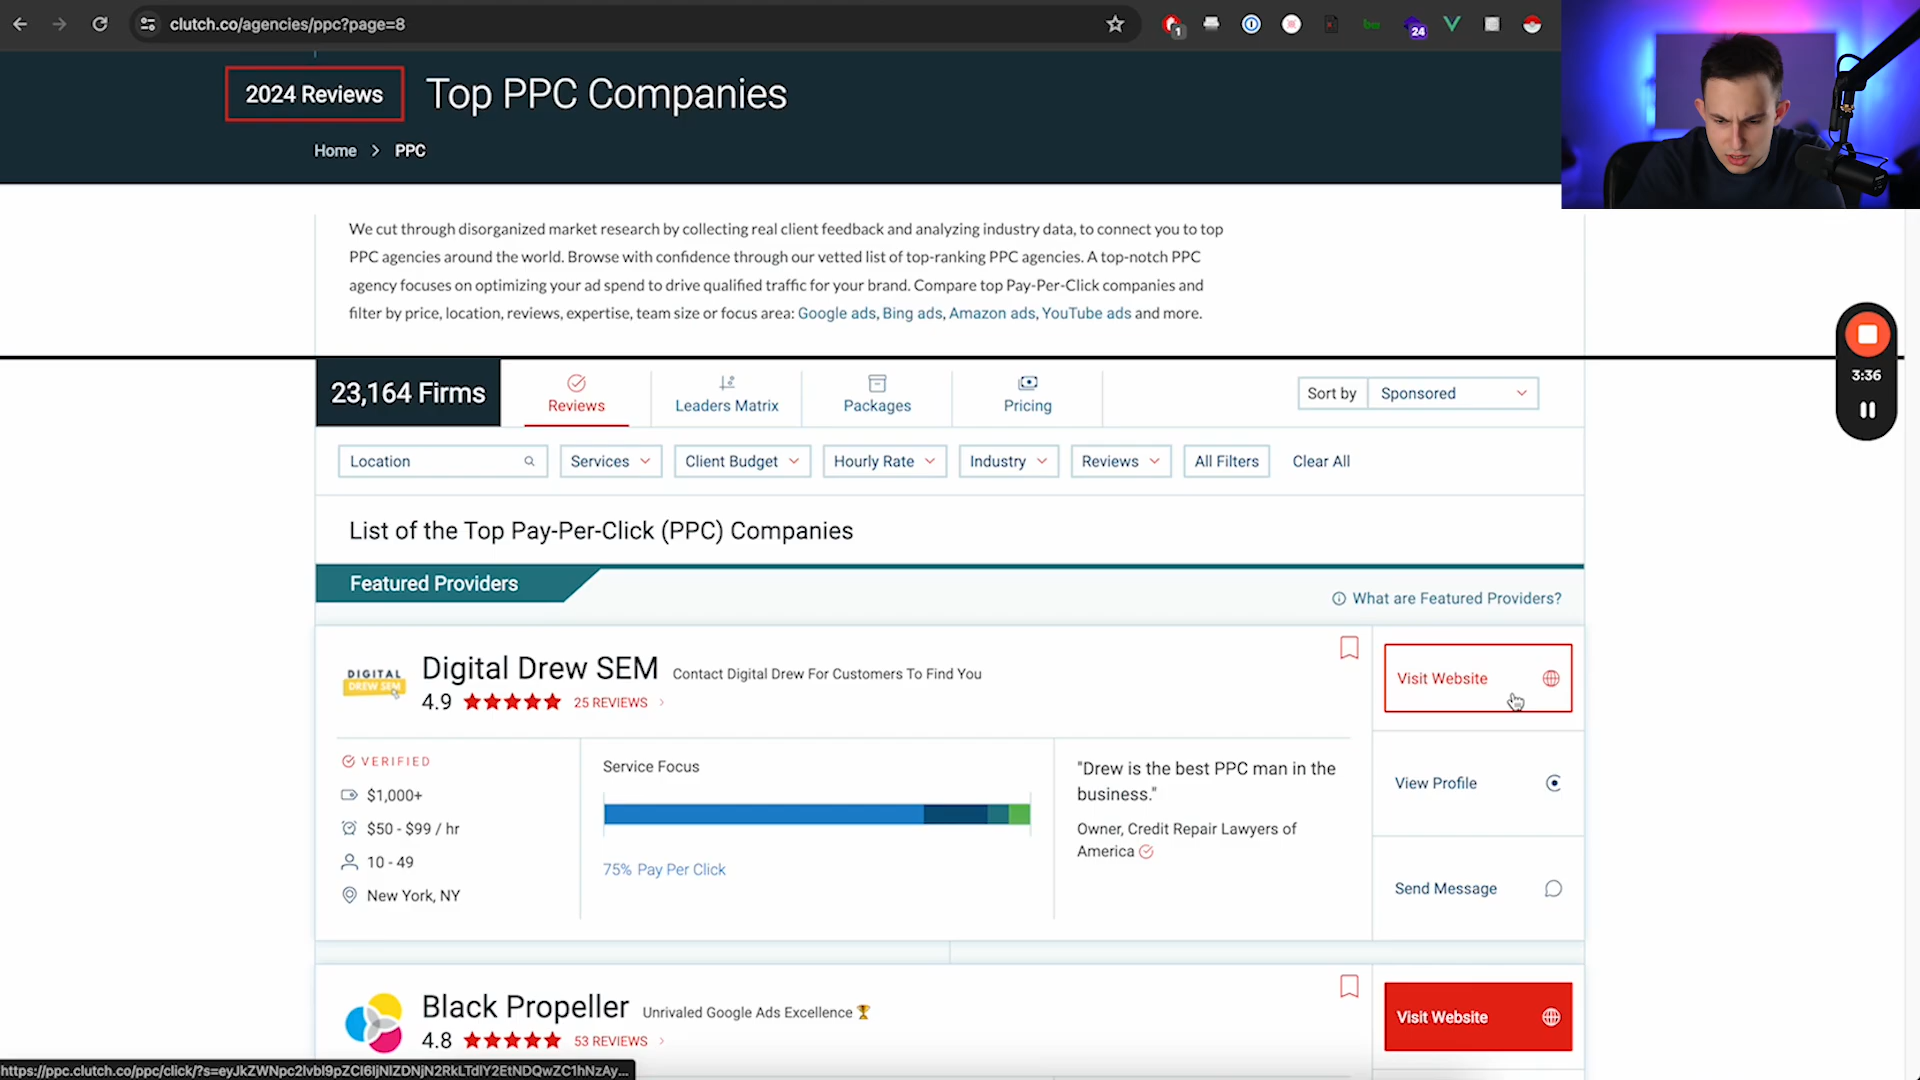 clutch.co/agencies/ppc?page=8
1
24
2024 Reviews
Top PPC Companies
Home > PPC
We cut through disorganized market research by collecting real client feedback and analyzing industry data, to connect you to top
PPC agencies around the world. Browse with confidence through our vetted list of top-ranking PPC agencies. A top-notch PPC
agency focuses on optimizing your ad spend to drive qualified traffic for your brand. Compare top Pay-Per-Click companies and
filter by price, location, reviews, expertise, team size or focus area: Google ads, Bing ads, Amazon ads, YouTube ads and more.
3:36
23,164 Firms
Reviews
Leaders Matrix
Packages
Pricing
Sort by
Sponsored
Location
Services
Client Budget
Hourly Rate
Industry
Reviews
All Filters
Clear All
List of the Top Pay-Per-Click (PPC) Companies
Featured Providers
What are Featured Providers?
DIGITAL
DREW SEM
Digital Drew SEM
Contact Digital Drew For Customers To Find You
4.9
25 REVIEWS
Visit Website
VERIFIED
$1,000+
$50 - $99 / hr
10 - 49
New York, NY
Service Focus
75% Pay Per Click
"Drew is the best PPC man in the
business."
Owner, Credit Repair Lawyers of
America
View Profile
Send Message
Black Propeller
Unrivaled Google Ads Excellence
4.8
53 REVIEWS
Visit Website